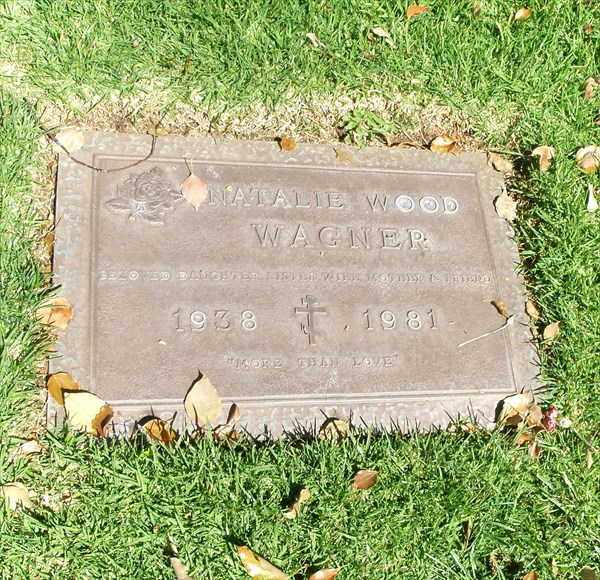 NATALIE WOOD
WAGNER
BELOVED DAUGHTER, SISTER, WIFE, MOTHER & FRIEND
1938 1981
"MORE THAN LOVE"